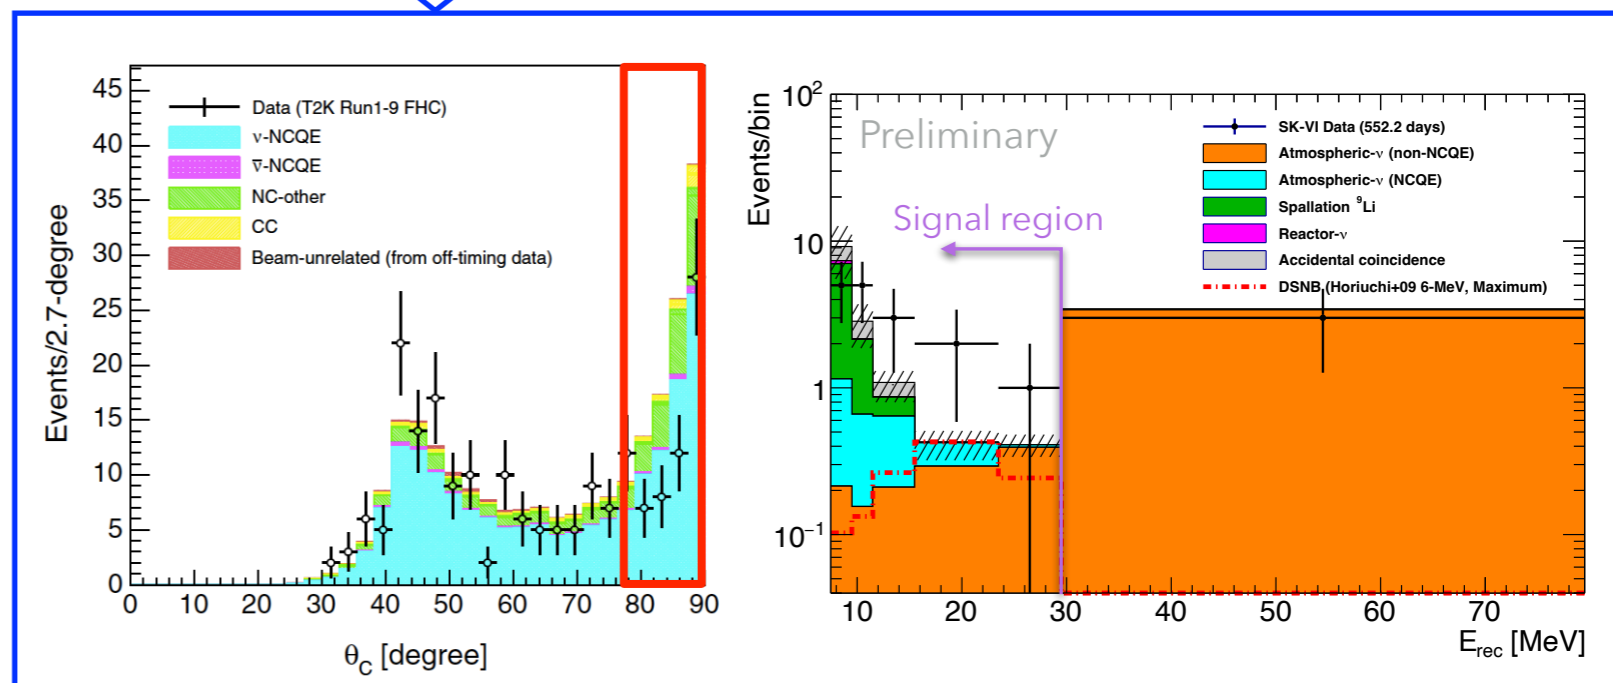 45
40
35
30
25
20
15
10
5
0
Events/2.7-degree
Data (T2K Run1-9 FHC)
ν-NCQE
ν̅-NCQE
NC-other
CC
Beam-unrelated (from off-timing data)
0 10 20 30 40 50 60 70 80 90
θC [degree]
10²
10
1
10⁻¹
Events/bin
Preliminary
Signal region
SK-VI Data (552.2 days)
Atmospheric-ν (non-NCQE)
Atmospheric-ν (NCQE)
Spallation ⁹Li
Reactor-ν
Accidental coincidence
DSNB (Horiuchi+09 6-MeV, Maximum)
10 20 30 40 50 60 70
Erec [MeV]